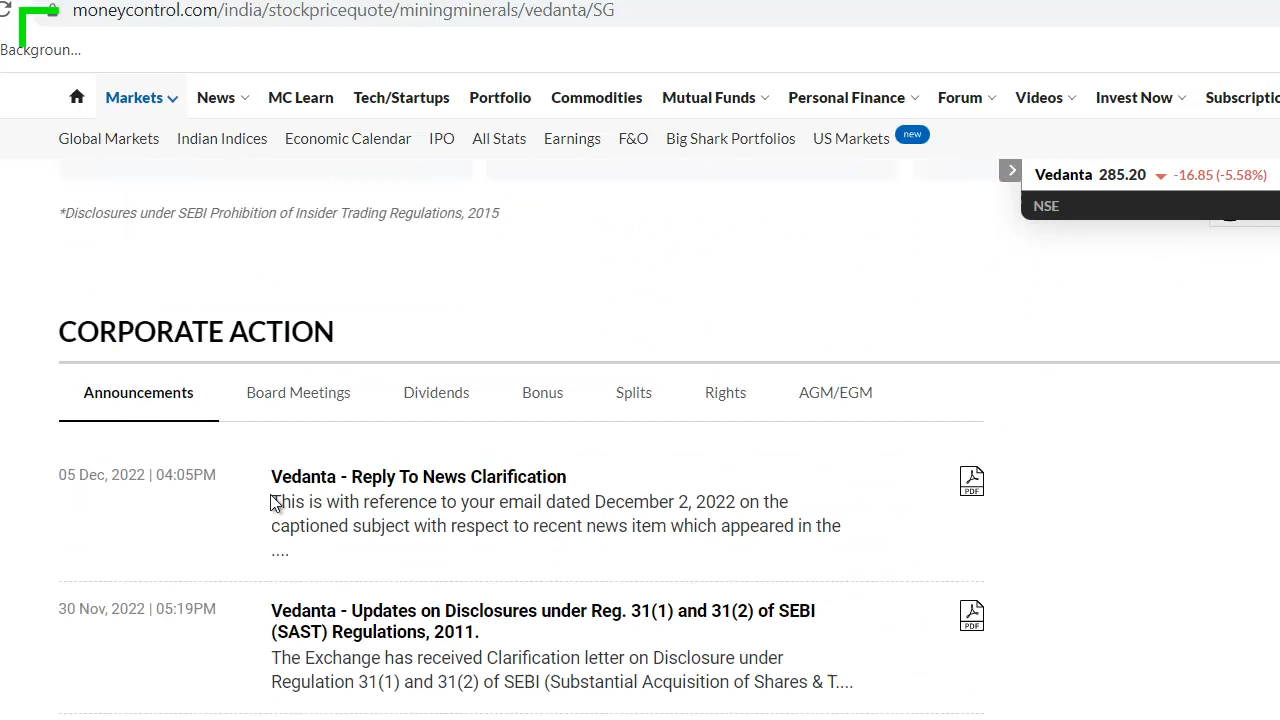 moneycontrol.com/india/stockpricequote/miningminerals/vedanta/SG
Backgroun...
Markets News MC Learn Tech/Startups Portfolio Commodities Mutual Funds Personal Finance Forum Videos Invest Now Subscriptio
Global Markets Indian Indices Economic Calendar IPO All Stats Earnings F&O Big Shark Portfolios US Markets new
Vedanta 285.20 -16.85 (-5.58%)
NSE
*Disclosures under SEBI Prohibition of Insider Trading Regulations, 2015
CORPORATE ACTION
Announcements Board Meetings Dividends Bonus Splits Rights AGM/EGM
05 Dec, 2022 | 04:05PM
Vedanta - Reply To News Clarification
This is with reference to your email dated December 2, 2022 on the
captioned subject with respect to recent news item which appeared in the
....
PDF
30 Nov, 2022 | 05:19PM
Vedanta - Updates on Disclosures under Reg. 31(1) and 31(2) of SEBI
(SAST) Regulations, 2011.
The Exchange has received Clarification letter on Disclosure under
Regulation 31(1) and 31(2) of SEBI (Substantial Acquisition of Shares & T....
PDF